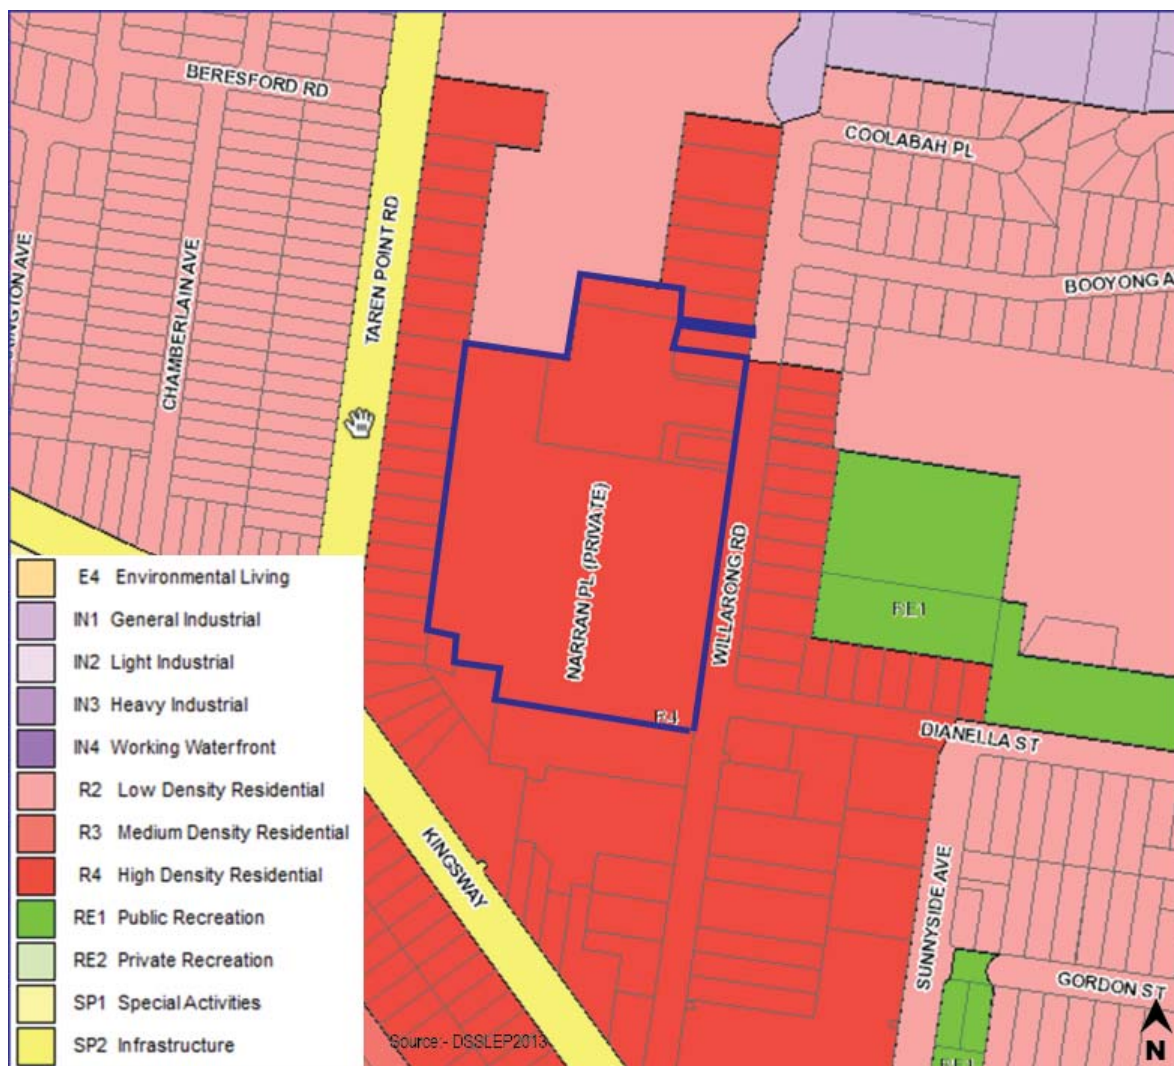 BERESFORD RD
COOLABAH PL
BOOYONG A
CHAMBERLAIN AVE
TAREN POINT RD
NARRAN PL (PRIVATE)
WILLARONG RD
RE1
R4
DIANELLA ST
KINGSWAY
SUNNYSIDE AVE
GORDON ST
RE1
E4 Environmental Living
IN1 General Industrial
IN2 Light Industrial
IN3 Heavy Industrial
IN4 Working Waterfront
R2 Low Density Residential
R3 Medium Density Residential
R4 High Density Residential
RE1 Public Recreation
RE2 Private Recreation
SP1 Special Activities
SP2 Infrastructure
Source:- DSSLEP2013
N